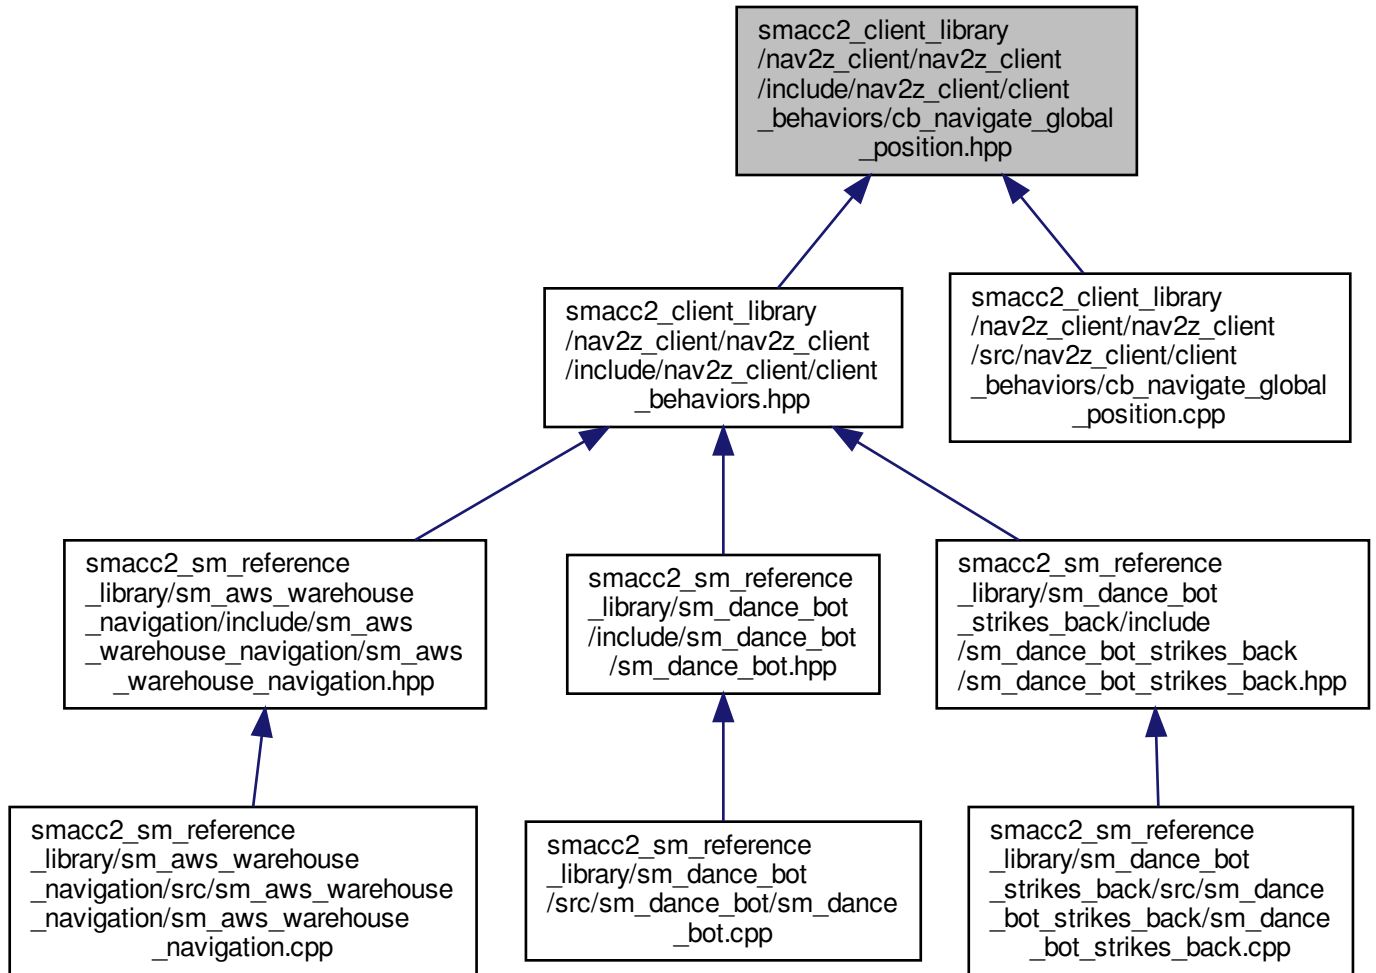 smacc2_client_library
/nav2z_client/nav2z_client
/include/nav2z_client/client
_behaviors/cb_navigate_global
_position.hpp
smacc2_client_library
/nav2z_client/nav2z_client
/include/nav2z_client/client
_behaviors.hpp
smacc2_client_library
/nav2z_client/nav2z_client
/src/nav2z_client/client
_behaviors/cb_navigate_global
_position.cpp
smacc2_sm_reference
_library/sm_aws_warehouse
_navigation/include/sm_aws
_warehouse_navigation/sm_aws
_warehouse_navigation.hpp
smacc2_sm_reference
_library/sm_dance_bot
/include/sm_dance_bot
/sm_dance_bot.hpp
smacc2_sm_reference
_library/sm_dance_bot
_strikes_back/include
/sm_dance_bot_strikes_back
/sm_dance_bot_strikes_back.hpp
smacc2_sm_reference
_library/sm_aws_warehouse
_navigation/src/sm_aws_warehouse
_navigation/sm_aws_warehouse
_navigation.cpp
smacc2_sm_reference
_library/sm_dance_bot
/src/sm_dance_bot/sm_dance
_bot.cpp
smacc2_sm_reference
_library/sm_dance_bot
_strikes_back/src/sm_dance
_bot_strikes_back/sm_dance
_bot_strikes_back.cpp